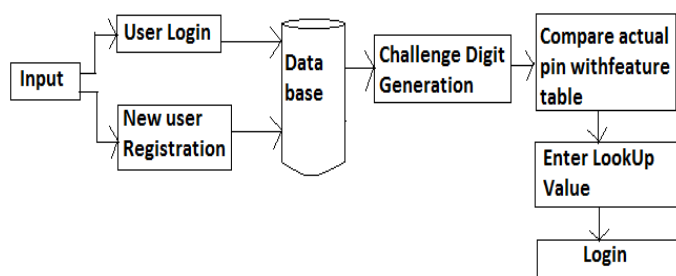 Input
User Login
New user
Registration
Data
base
Challenge Digit
Generation
Compare actual
pin withfeature
table
Enter LookUp
Value
Login